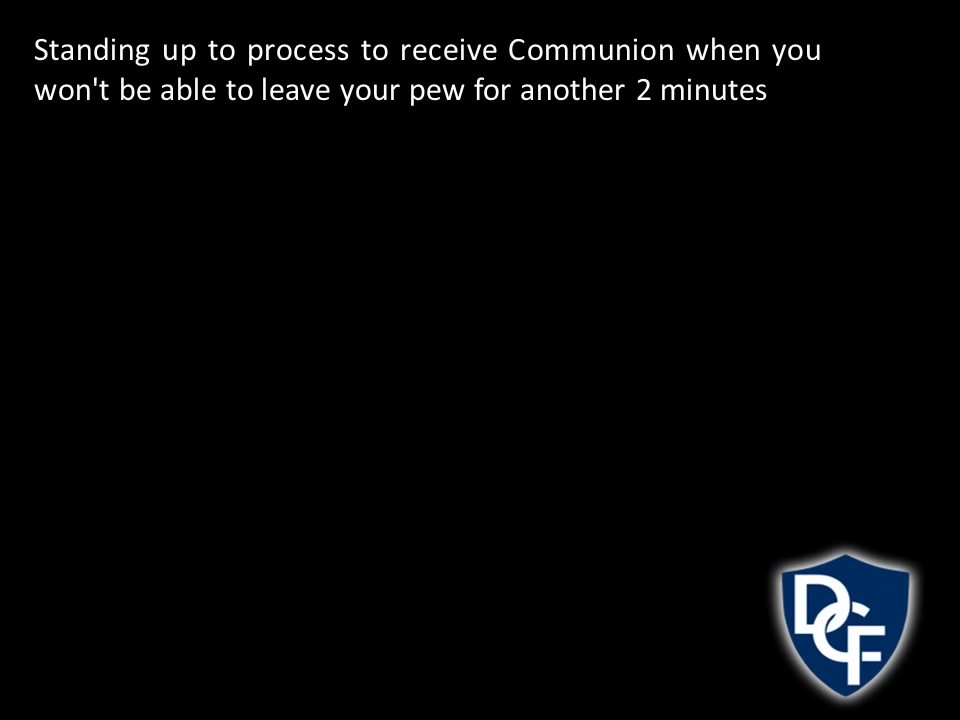 Standing up to process to receive Communion when you
won't be able to leave your pew for another 2 minutes
DCF